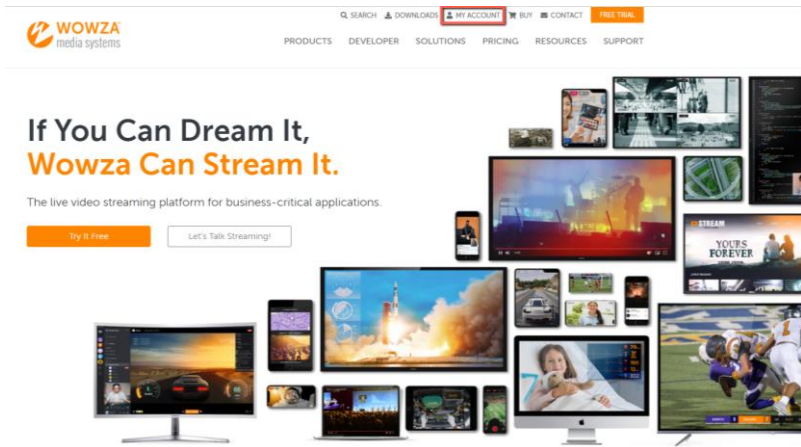 SEARCH DOWNLOADS MY ACCOUNT BUY CONTACT FREE TRIAL
WOWZA
media systems
PRODUCTS DEVELOPER SOLUTIONS PRICING RESOURCES SUPPORT
If You Can Dream It,
Wowza Can Stream It.
The live video streaming platform for business-critical applications.
Try It Free Let's Talk Streaming!
STREAM
YOURS
FOREVER